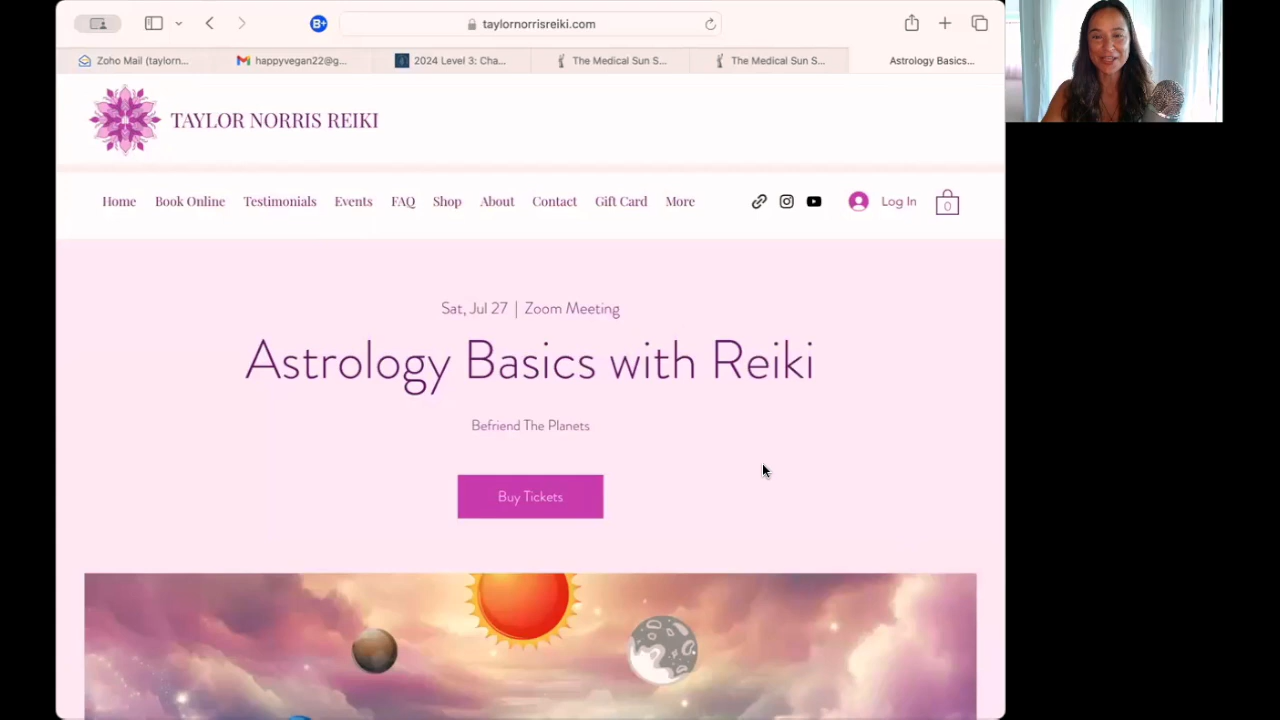 taylornorrisreiki.com
Zoho Mail (taylorn...
happyvegan22@g...
2024 Level 3: Cha...
The Medical Sun S...
The Medical Sun S...
Astrology Basics...
TAYLOR NORRIS REIKI
Home Book Online Testimonials Events FAQ Shop About Contact Gift Card More Log In 0
Sat, Jul 27 | Zoom Meeting
Astrology Basics with Reiki
Befriend The Planets
Buy Tickets